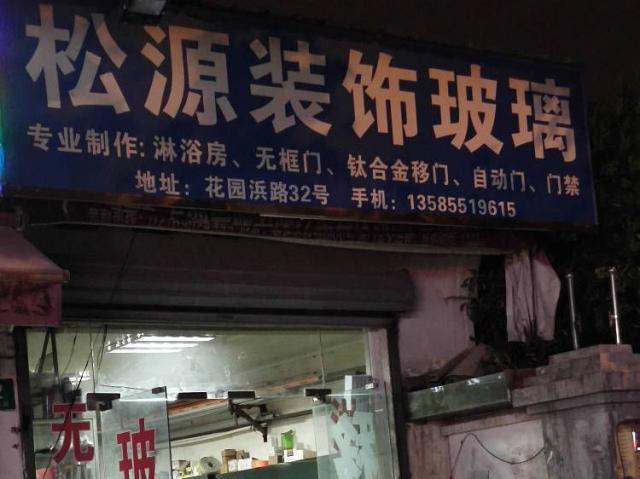 松源装饰玻璃
专业制作:淋浴房、无框门、钛合金移门、自动门、门禁
地址:花园浜路32号 手机:13585519615
无
玻